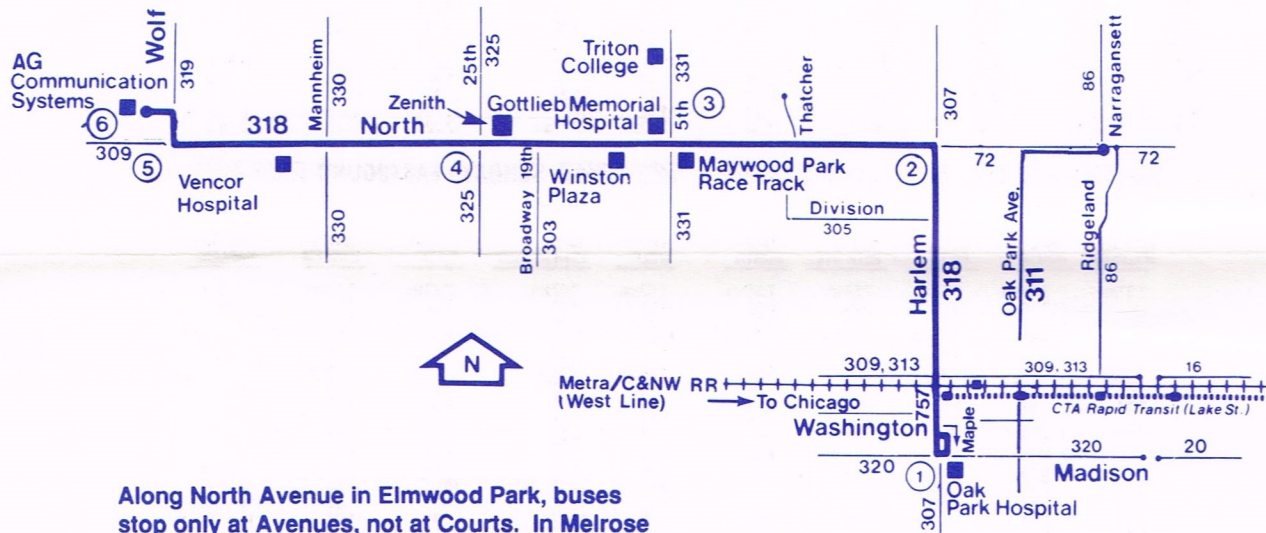 Wolf
319
AG
Communication
Systems
6
309
5
318
Vencor
Hospital
Mannheim
330
330
North
25th
325
Zenith
4
325
Gottlieb Memorial
Hospital
Triton
College
331
5th
3
Broadway 19th
303
Winston
Plaza
Maywood Park
Race Track
331
Thatcher
Division
305
307
2
72
86
Narragansett
72
Harlem
318
Oak Park Ave.
311
Ridgeland
86
N
Metra/C&NW RR
(West Line)
To Chicago
309, 313
309, 313
16
CTA Rapid Transit (Lake St.)
757
Washington
Maple
320
1
320
20
Madison
Oak
Park Hospital
307
Along North Avenue in Elmwood Park, buses
stop only at Avenues, not at Courts. In Melrose